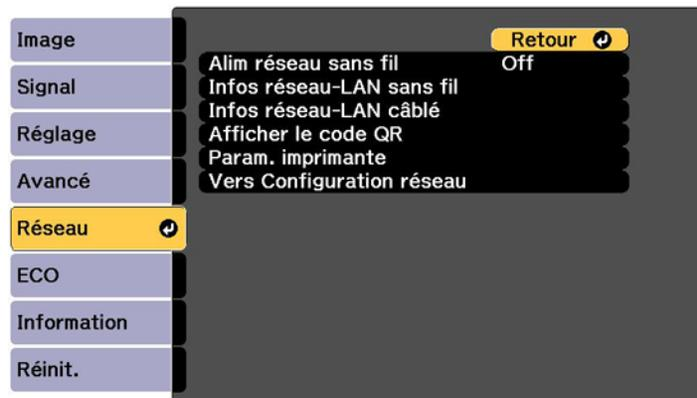 Image
Signal
Réglage
Avancé
Réseau
ECO
Information
Réinit.
Retour
Alim réseau sans fil Off
Infos réseau-LAN sans fil
Infos réseau-LAN câblé
Afficher le code QR
Param. imprimante
Vers Configuration réseau